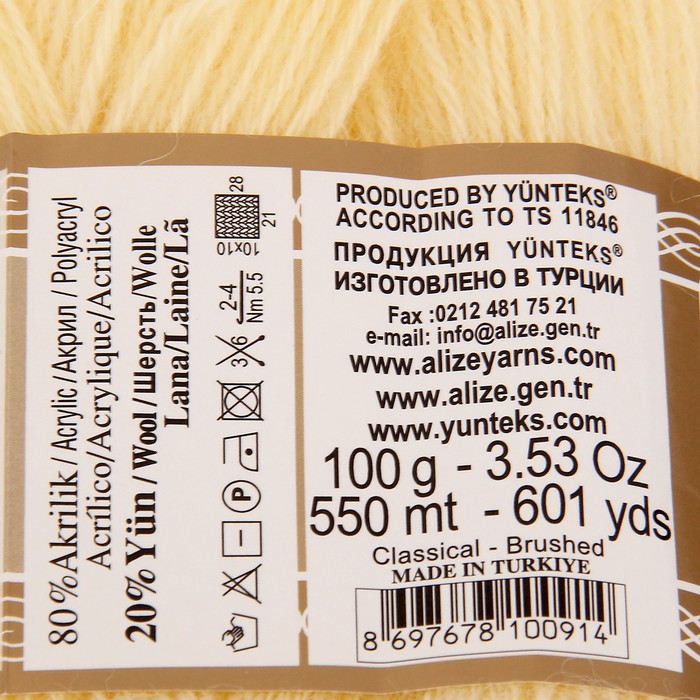 80%Akrilik/Acrylic/Акрил/Polyacryl
Acrílico/Acrylique/Acrilico
20%Yün/Wool/Шерсть/Wolle
Lana/Laine/Lã
P
3 6
2-4
Nm 5.5
10x10
28
21
PRODUCED BY YÜNTEKS®
ACCORDING TO TS 11846
ПРОДУКЦИЯ YÜNTEKS®
ИЗГОТОВЛЕНО В ТУРЦИИ
Fax :0212 481 75 21
e-mail: info@alize.gen.tr
www.alizeyarns.com
www.alize.gen.tr
www.yunteks.com
100 g - 3.53 Oz
550 mt - 601 yds
Classical - Brushed
MADE IN TURKIYE
8 697678 100914